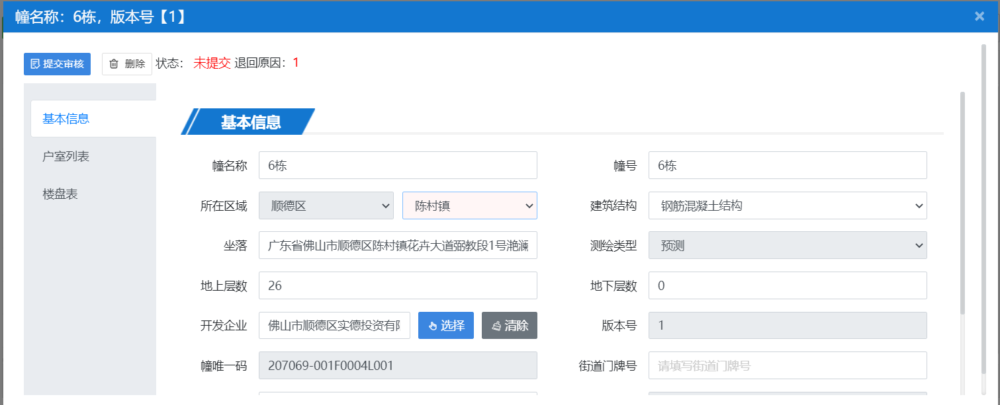 幢名称：6栋，版本号【1】
提交审核 删除 状态： 未提交 退回原因：1
基本信息
户室列表
楼盘表
基本信息
幢名称 6栋 幢号 6栋
所在区域 顺德区 陈村镇 建筑结构 钢筋混凝土结构
坐落 广东省佛山市顺德区陈村镇花卉大道弼教段1号滟澜 测绘类型 预测
地上层数 26 地下层数 0
开发企业 佛山市顺德区实德投资有 选择 清除 版本号 1
幢唯一码 207069-001F0004L001 街道门牌号 请填写街道门牌号